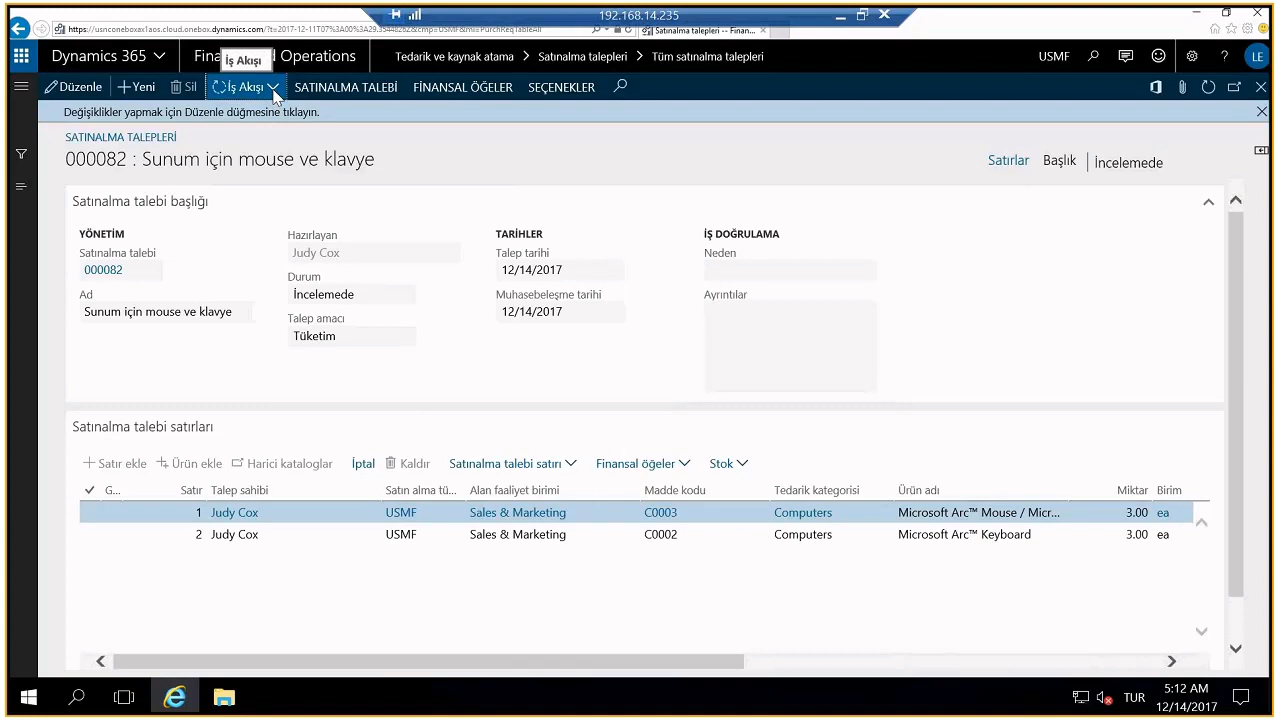 192.168.14.235
Satınalma talepleri -- Finan...
Dynamics 365
Operations
İş Akışı
Tedarik ve kaynak atama > Satınalma talepleri > Tüm satınalma talepleri
USMF
?
LE
Düzenle
Yeni
Sil
İş Akışı
SATINALMA TALEBİ
FİNANSAL ÖĞELER
SEÇENEKLER
Değişiklikler yapmak için Düzenle düğmesine tıklayın.
SATINALMA TALEPLERİ
000082 : Sunum için mouse ve klavye
Satırlar
Başlık
İncelemede
Satınalma talebi başlığı
YÖNETİM
Satınalma talebi
000082
Ad
Sunum için mouse ve klavye
Hazırlayan
Judy Cox
Durum
İncelemede
Talep amacı
Tüketim
TARİHLER
Talep tarihi
12/14/2017
Muhasebeleşme tarihi
12/14/2017
İŞ DOĞRULAMA
Neden
Ayrıntılar
Satınalma talebi satırları
Satır ekle
Ürün ekle
Harici kataloglar
İptal
Kaldır
Satınalma talebi satırı
Finansal öğeler
Stok
G... Satır Talep sahibi Satın alma tü... Alan faaliyet birimi Madde kodu Tedarik kategorisi Ürün adı Miktar Birim
1 Judy Cox USMF Sales & Marketing C0003 Computers Microsoft Arc™ Mouse / Micr... 3.00 ea
2 Judy Cox USMF Sales & Marketing C0002 Computers Microsoft Arc™ Keyboard 3.00 ea
TUR
5:12 AM
12/14/2017